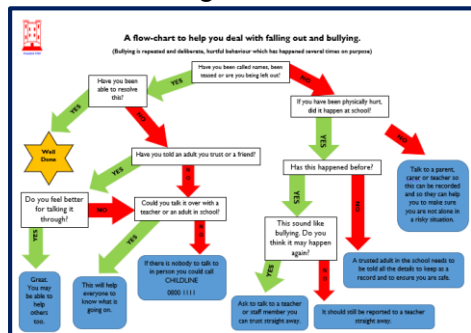 A flow-chart to help you deal with falling out and bullying.
(Bullying is repeated and deliberate, hurtful behaviour which has happened several times on purpose)
Have you been called names, been
teased or are you being left out?
YES
NO
Have you been
able to resolve
this?
If you have been physically hurt,
did it happen at school?
YES
NO
YES
NO
Well
Done
Have you told an adult you trust or a friend?
Has this happened before?
Talk to a parent,
carer or teacher so
this can be recorded
and so they can help
you to make sure
you are not alone in
a risky situation.
YES
NO
YES
NO
Do you feel better
for talking it
through?
NO
Could you talk it over with a
teacher or an adult in school?
This sound like
bullying. Do you
think it may happen
again?
YES
YES
NO
YES
NO
A trusted adult in the school needs to
be told all the details to keep as a
record and to ensure you are safe.
Great.
You may
be able to
help
others
too.
This will help
everyone to
know what is
going on.
If there is nobody to talk to
in person you could call
CHILDLINE
0800 1111
Ask to talk to a teacher
or staff member you
can trust straight away.
It should still be reported to a teacher
straight away.